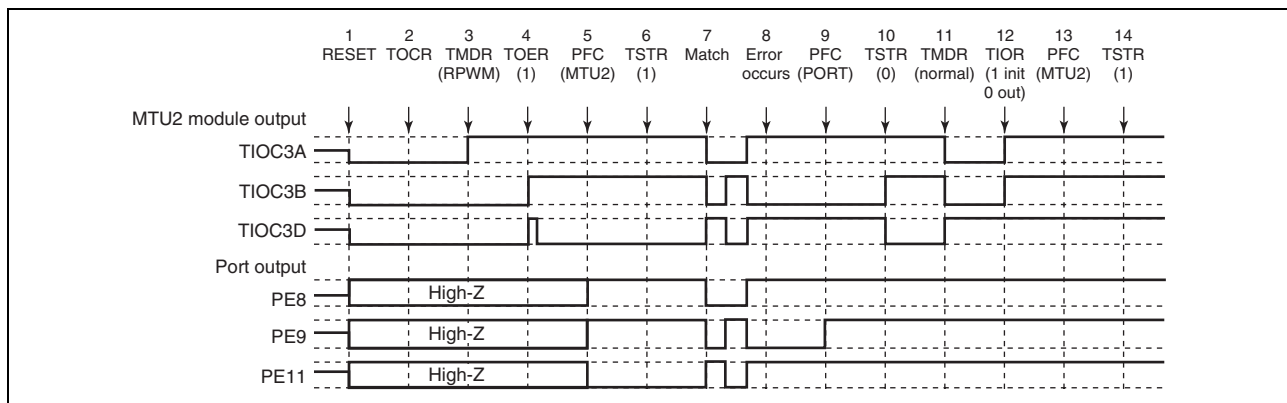 1 2 3 4 5 6 7 8 9 10 11 12 13 14
RESET TOCR TMDR TOER PFC TSTR Match Error PFC TSTR TMDR TIOR PFC TSTR
(RPWM) (1) (MTU2) (1) occurs (PORT) (0) (normal) (1 init (MTU2) (1)
0 out)
MTU2 module output
TIOC3A
TIOC3B
TIOC3D
Port output
PE8 High-Z
PE9 High-Z
PE11 High-Z